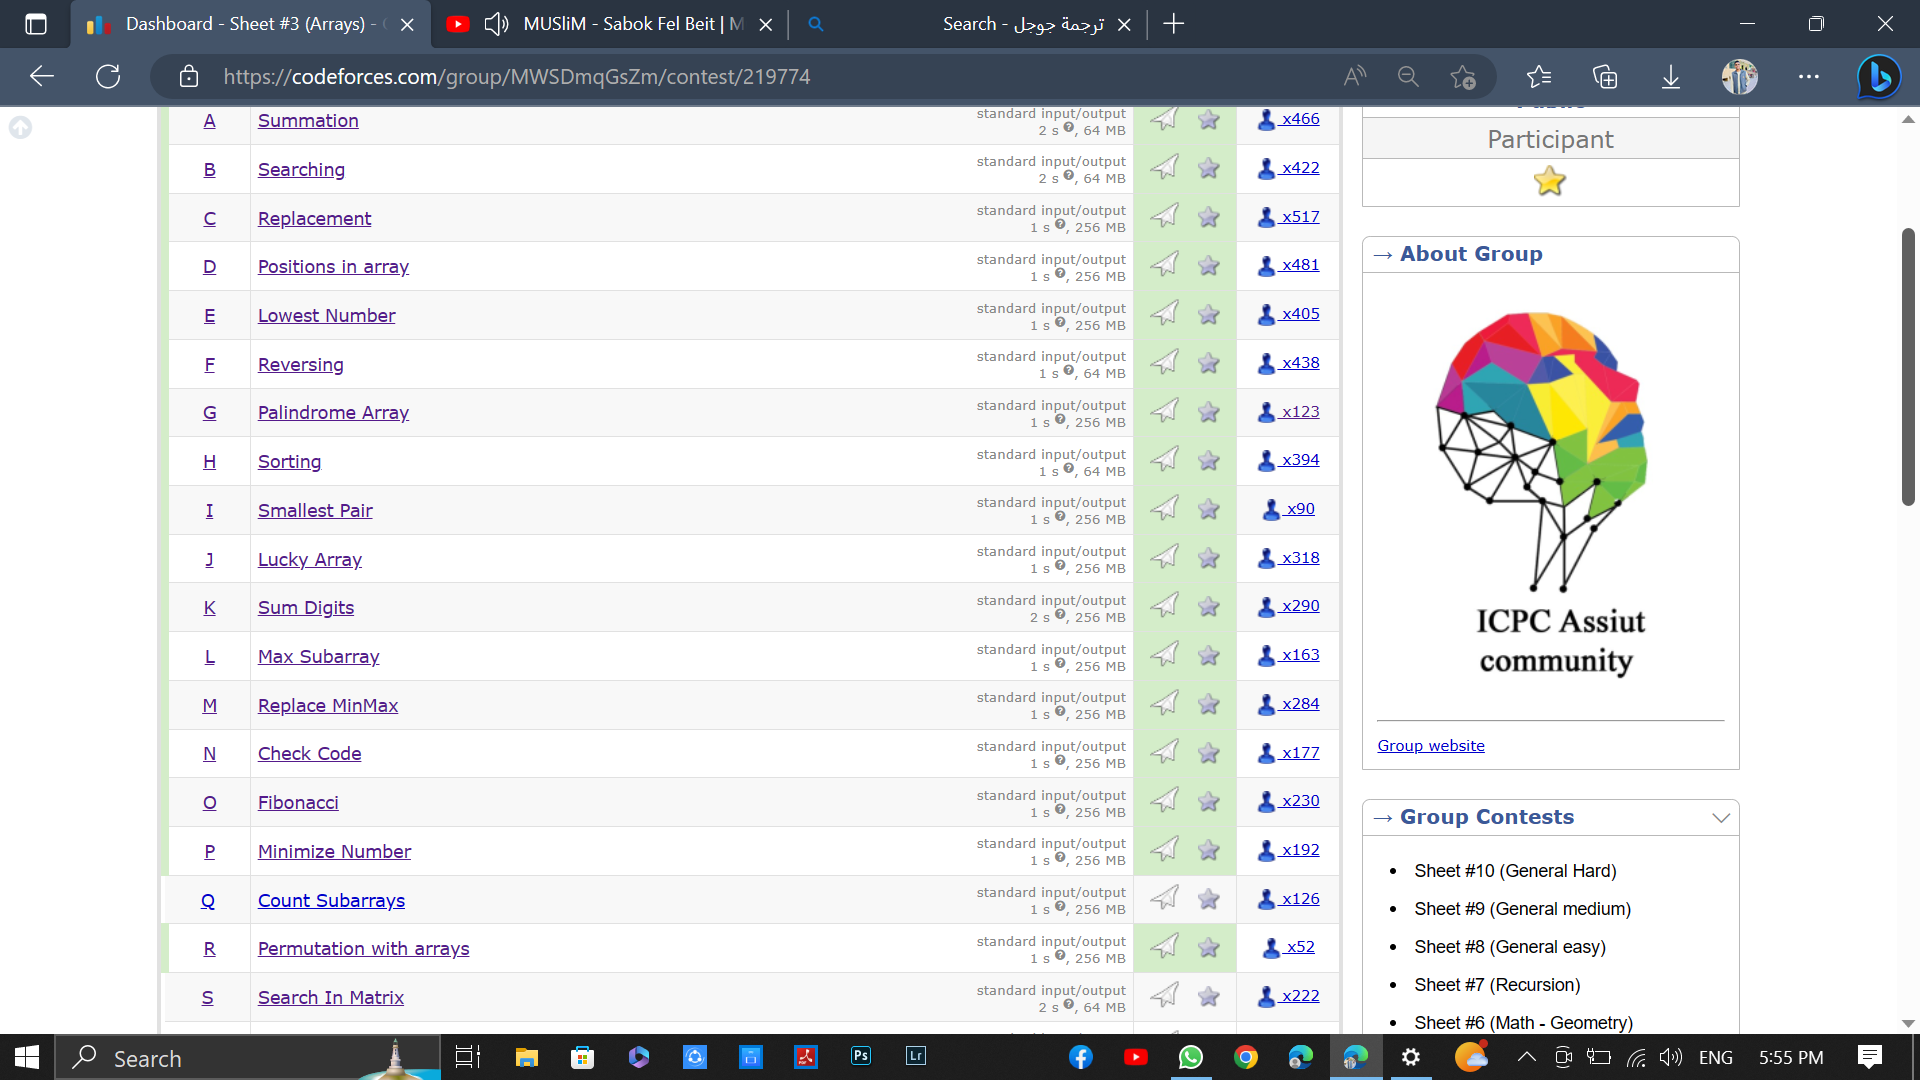 Dashboard - Sheet #3 (Arrays) -
MUSliM - Sabok Fel Beit | M
ترجمة جوجل - Search
https://codeforces.com/group/MWSDmqGsZm/contest/219774
A Summation standard input/output 2 s, 64 MB x466
B Searching standard input/output 2 s, 64 MB x422
C Replacement standard input/output 1 s, 256 MB x517
D Positions in array standard input/output 1 s, 256 MB x481
E Lowest Number standard input/output 1 s, 256 MB x405
F Reversing standard input/output 1 s, 64 MB x438
G Palindrome Array standard input/output 1 s, 256 MB x123
H Sorting standard input/output 1 s, 64 MB x394
I Smallest Pair standard input/output 1 s, 256 MB x90
J Lucky Array standard input/output 1 s, 256 MB x318
K Sum Digits standard input/output 2 s, 256 MB x290
L Max Subarray standard input/output 1 s, 256 MB x163
M Replace MinMax standard input/output 1 s, 256 MB x284
N Check Code standard input/output 1 s, 256 MB x177
O Fibonacci standard input/output 1 s, 256 MB x230
P Minimize Number standard input/output 1 s, 256 MB x192
Q Count Subarrays standard input/output 1 s, 256 MB x126
R Permutation with arrays standard input/output 1 s, 256 MB x52
S Search In Matrix standard input/output 2 s, 64 MB x222
Participant
→ About Group
ICPC Assiut
community
Group website
→ Group Contests
Sheet #10 (General Hard)
Sheet #9 (General medium)
Sheet #8 (General easy)
Sheet #7 (Recursion)
Sheet #6 (Math - Geometry)
Search
Ps
Lr
ENG
5:55 PM